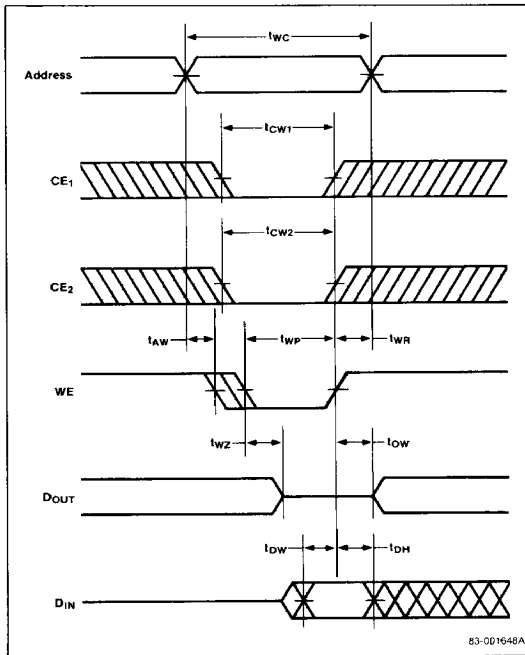 tWC
Address
tCW1
CE1
tCW2
CE2
tAW
tWP
tWR
WE
tWZ
tOW
DOUT
tDW
tDH
DIN
83-001648A